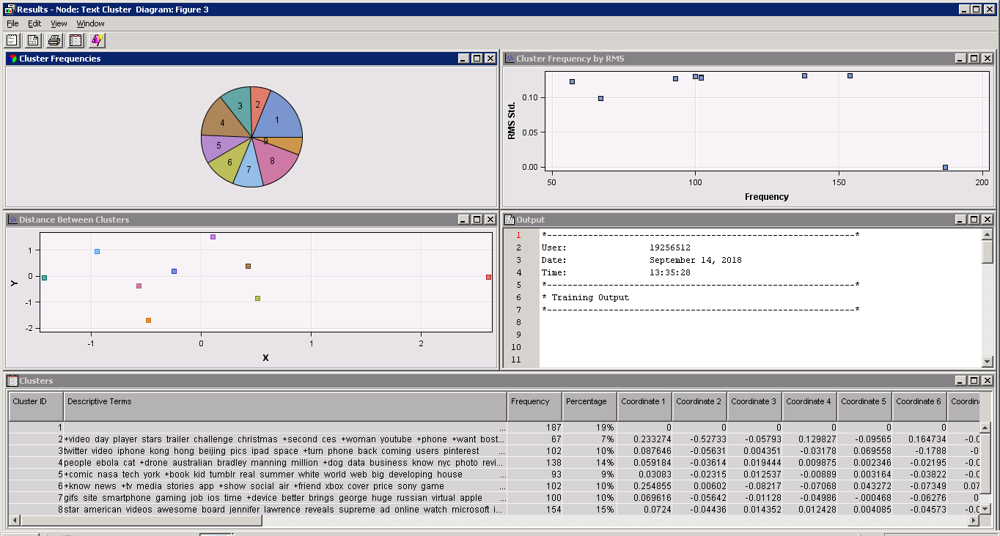 Results - Node: Text Cluster Diagram: Figure 3
File Edit View Window
Cluster Frequencies
1
2
3
4
5
6
7
8
9
Cluster Frequency by RMS
RMS Std.
0.10
0.05
0.00
50 100 150 200
Frequency
Distance Between Clusters
Y
1
0
-1
-2
-1 0 1 2
X
Output
1 *------------------------------------------------------------*
2 User: 19256512
3 Date: September 14, 2018
4 Time: 13:35:28
5 *------------------------------------------------------------*
6 * Training Output
7 *------------------------------------------------------------*
8
9
10
11
Clusters
Cluster ID Descriptive Terms Frequency Percentage Coordinate 1 Coordinate 2 Coordinate 3 Coordinate 4 Coordinate 5 Coordinate 6 Coordin
1 ... 187 19% 0 0 0 0 0 0
2 +video day player stars trailer challenge christmas +second ces +woman youtube +phone +want bost... 67 7% 0.233274 -0.52733 -0.05793 0.129827 -0.09565 0.164734 -0.0
3 twitter video iphone kong hong beijing pics ipad space +turn phone back coming users pinterest ... 102 10% 0.087646 -0.05631 0.004351 -0.03178 0.069558 -0.1788 -0.0
4 people ebola cat +drone australian bradley manning million +dog data business know nyc photo revi... 138 14% 0.059184 -0.03614 0.019444 0.009875 0.002346 -0.02195 -0.0
5 +comic nasa tech york +book kid tumblr real summer white world web big developing house ... 93 9% 0.03083 -0.02315 0.012537 -0.00889 0.003164 -0.03822 -0.0
6 +know news +tv media stories app +show social air +friend xbox cover price sony game ... 102 10% 0.254855 0.00602 -0.08217 -0.07068 0.043272 -0.07349 0.07
7 gifs site smartphone gaming job ios time +device better brings george huge russian virtual apple ... 100 10% 0.069616 -0.05642 -0.01128 -0.04986 -.000468 -0.06276 0
8 star american videos awesome board jennifer lawrence reveals supreme ad online watch microsoft i... 154 15% 0.0724 -0.04436 0.014352 0.012428 0.004085 -0.04573 -0.0